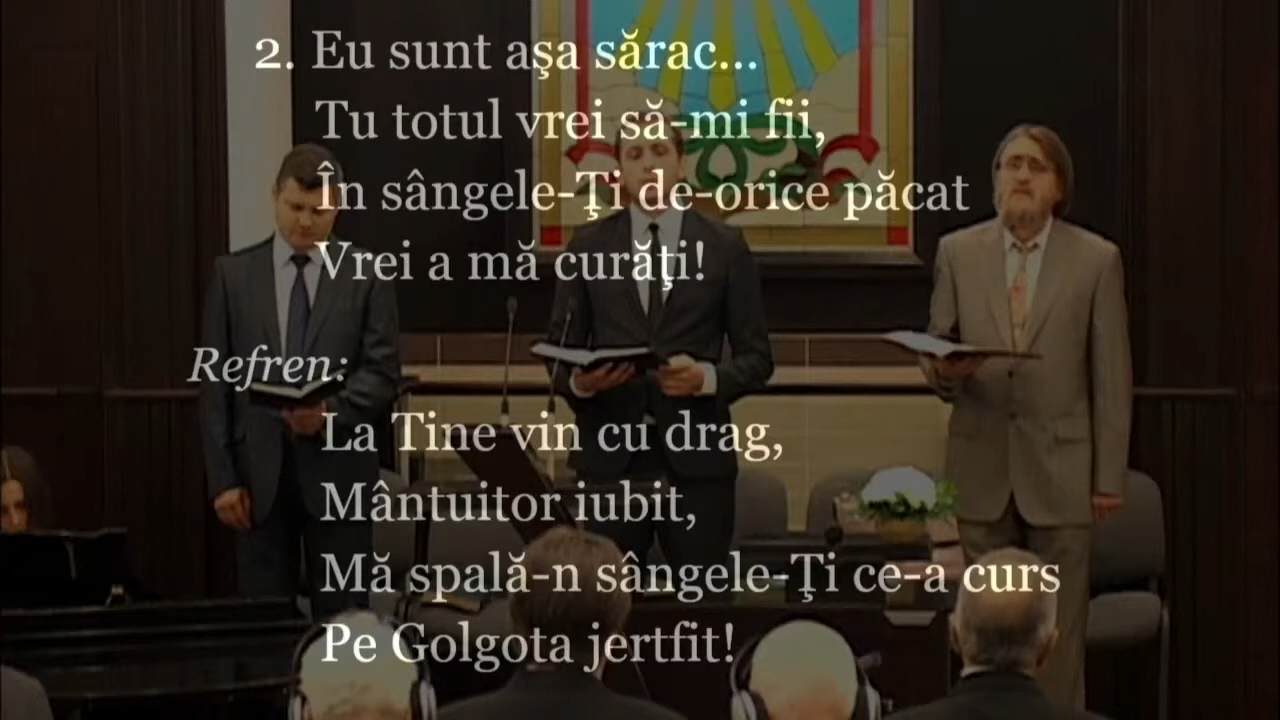 2. Eu sunt aşa sărac...
Tu totul vrei să-mi fii,
În sângele-Ţi de-orice păcat
Vrei a mă curăţi!
Refren:
La Tine vin cu drag,
Mântuitor iubit,
Mă spală-n sângele-Ţi ce-a curs
Pe Golgota jertfit!